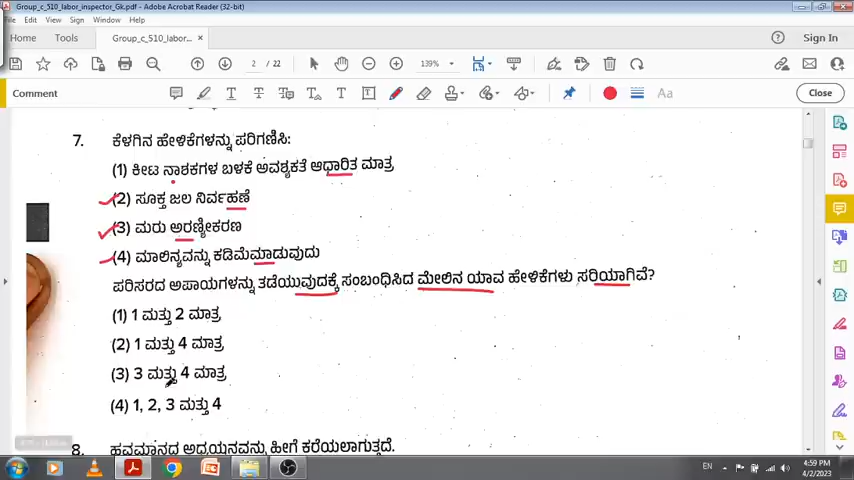 Group_c_510_labor_inspector_Gk.pdf - Adobe Acrobat Reader (32-bit)
File Edit View Sign Window Help
Home Tools Group_c_510_labor... × Sign In
2 / 22 139%
Comment Close
7. ಕೆಳಗಿನ ಹೇಳಿಕೆಗಳನ್ನು ಪರಿಗಣಿಸಿ:
(1) ಕೀಟ ನಾಶಕಗಳ ಬಳಕೆ ಅವಶ್ಯಕತೆ ಆಧಾರಿತ ಮಾತ್ರ
(2) ಸೂಕ್ತ ಜಲ ನಿರ್ವಹಣೆ
(3) ಮರು ಅರಣ್ಯೀಕರಣ
(4) ಮಾಲಿನ್ಯವನ್ನು ಕಡಿಮೆಮಾಡುವುದು
ಪರಿಸರದ ಅಪಾಯಗಳನ್ನು ತಡೆಯುವುದಕ್ಕೆ ಸಂಬಂಧಿಸಿದ ಮೇಲಿನ ಯಾವ ಹೇಳಿಕೆಗಳು ಸರಿಯಾಗಿವೆ?
(1) 1 ಮತ್ತು 2 ಮಾತ್ರ
(2) 1 ಮತ್ತು 4 ಮಾತ್ರ
(3) 3 ಮತ್ತು 4 ಮಾತ್ರ
(4) 1, 2, 3 ಮತ್ತು 4
8. ಹವಮಾನದ ಅಧ್ಯಯನವನ್ನು ಹೀಗೆ ಕರೆಯಲಾಗುತ್ತದೆ.
EN 4:59 PM
4/2/2023